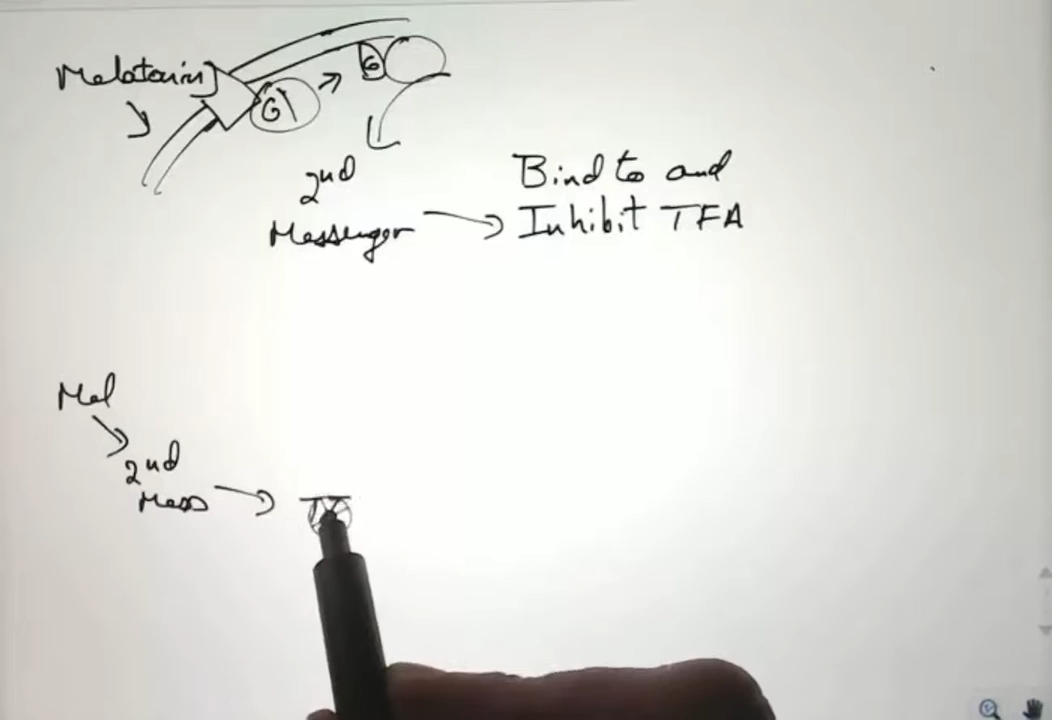 Melatonin
G
G
2nd
Messenger
Bind to and
Inhibit TFA
Mel
2nd
Mess